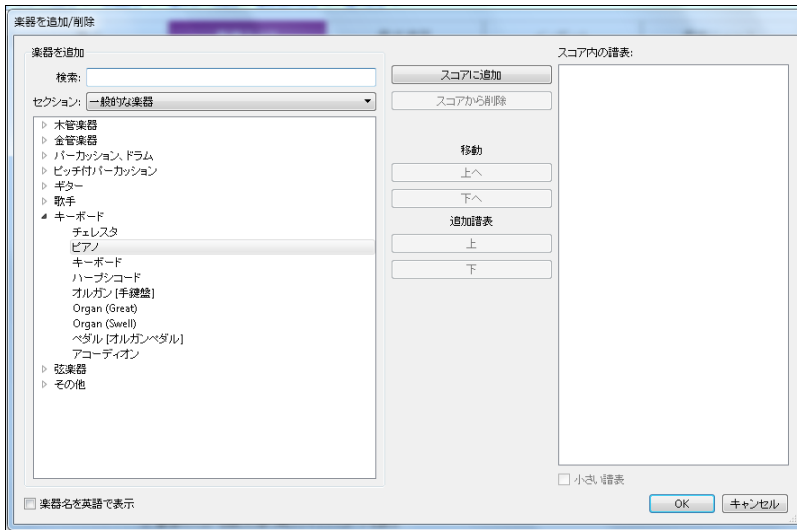 楽器を追加/削除
楽器を追加
検索:
セクション: 一般的な楽器
木管楽器
金管楽器
パーカッション、ドラム
ピッチ付パーカッション
ギター
歌手
キーボード
チェレスタ
ピアノ
キーボード
ハープシコード
オルガン [手鍵盤]
Organ (Great)
Organ (Swell)
ペダル [オルガンペダル]
アコーディオン
弦楽器
その他
楽器名を英語で表示
スコアに追加
スコアから削除
移動
上へ
下へ
追加譜表
上
下
スコア内の譜表:
小さい譜表
OK
キャンセル